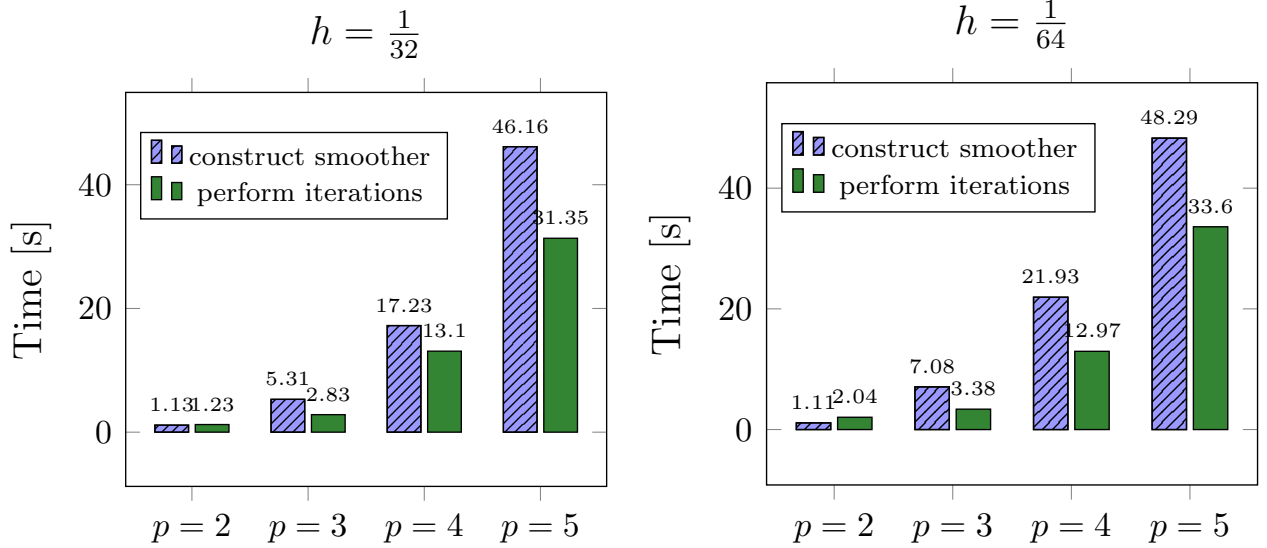 h = 1/32
Time [s]
40
20
0
construct smoother
perform iterations
1.13
1.23
5.31
2.83
17.23
13.1
46.16
31.35
p = 2
p = 3
p = 4
p = 5
h = 1/64
Time [s]
40
20
0
construct smoother
perform iterations
1.11
2.04
7.08
3.38
21.93
12.97
48.29
33.6
p = 2
p = 3
p = 4
p = 5